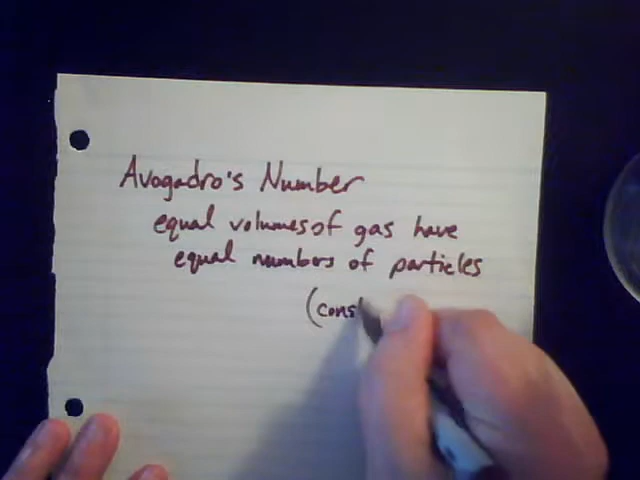 Avogadro's Number
equal volumes of gas have
equal numbers of particles
(cons